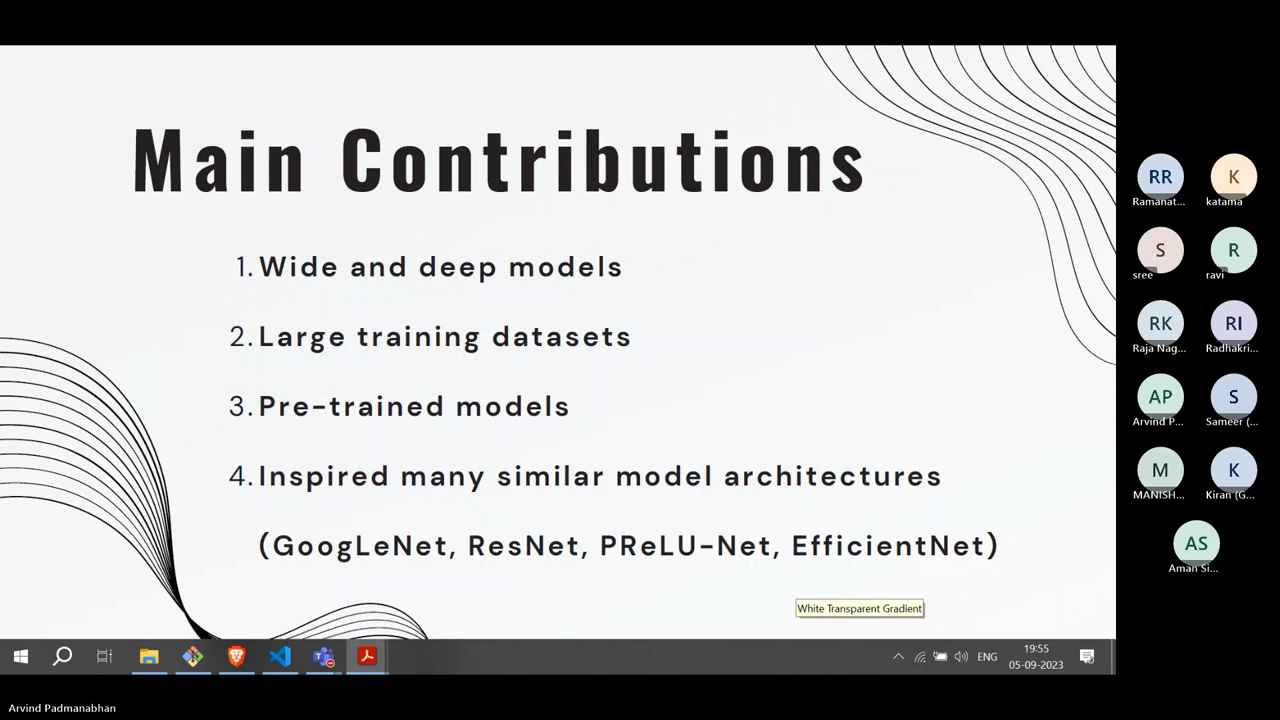 Main Contributions
1. Wide and deep models
2. Large training datasets
3. Pre-trained models
4. Inspired many similar model architectures
(GoogLeNet, ResNet, PReLU-Net, EfficientNet)
White Transparent Gradient
RR
Ramanat...
K
katama
S
sree
R
ravi
RK
Raja Nag...
RI
Radhakri...
AP
Arvind P...
S
Sameer (...
M
MANISH...
K
Kiran (G...
AS
Aman Si...
ENG
19:55
05-09-2023
Arvind Padmanabhan